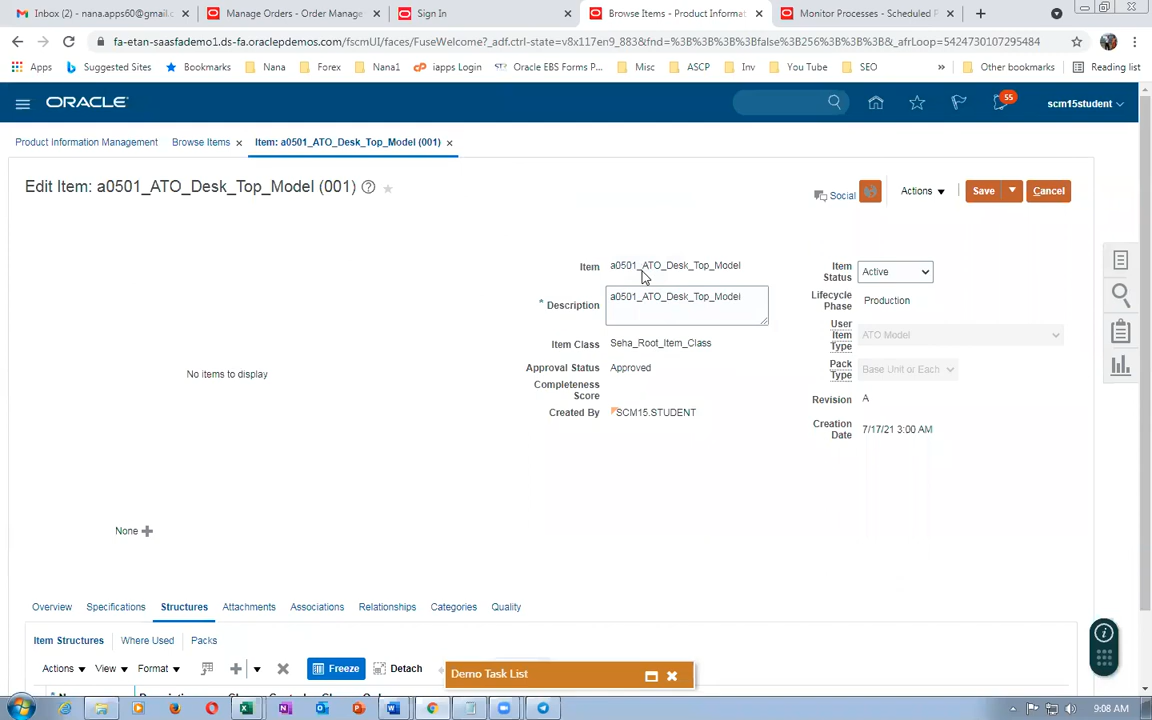 Inbox (2) - nana.apps60@gmail.c
Manage Orders - Order Manage
Sign In
Browse Items - Product Informat
Monitor Processes - Scheduled P
fa-etan-saasfademo1.ds-fa.oraclepdemos.com/fscmUI/faces/FuseWelcome?_adf.ctrl-state=v8x117en9_883&fnd=%3B%3B%3B%3Bfalse%3B256%3B%3B%3B&_afrLoop=5424730107295484
Apps
Suggested Sites
Bookmarks
Nana
Forex
Nana1
iapps Login
Oracle EBS Forms P...
Misc
ASCP
Inv
You Tube
SEO
»
Other bookmarks
Reading list
ORACLE
55
scm15student
Product Information Management
Browse Items
Item: a0501_ATO_Desk_Top_Model (001)
Edit Item: a0501_ATO_Desk_Top_Model (001)
Social
Actions
Save
Cancel
Item a0501_ATO_Desk_Top_Model
* Description a0501_ATO_Desk_Top_Model
Item Class Seha_Root_Item_Class
Approval Status Approved
Completeness
Score
Created By SCM15.STUDENT
Item
Status
Active
Lifecycle
Phase
Production
User
Item
Type
ATO Model
Pack
Type
Base Unit or Each
Revision A
Creation
Date
7/17/21 3:00 AM
No items to display
None
Overview
Specifications
Structures
Attachments
Associations
Relationships
Categories
Quality
Item Structures
Where Used
Packs
Actions
View
Format
Freeze
Detach
Demo Task List
9:08 AM